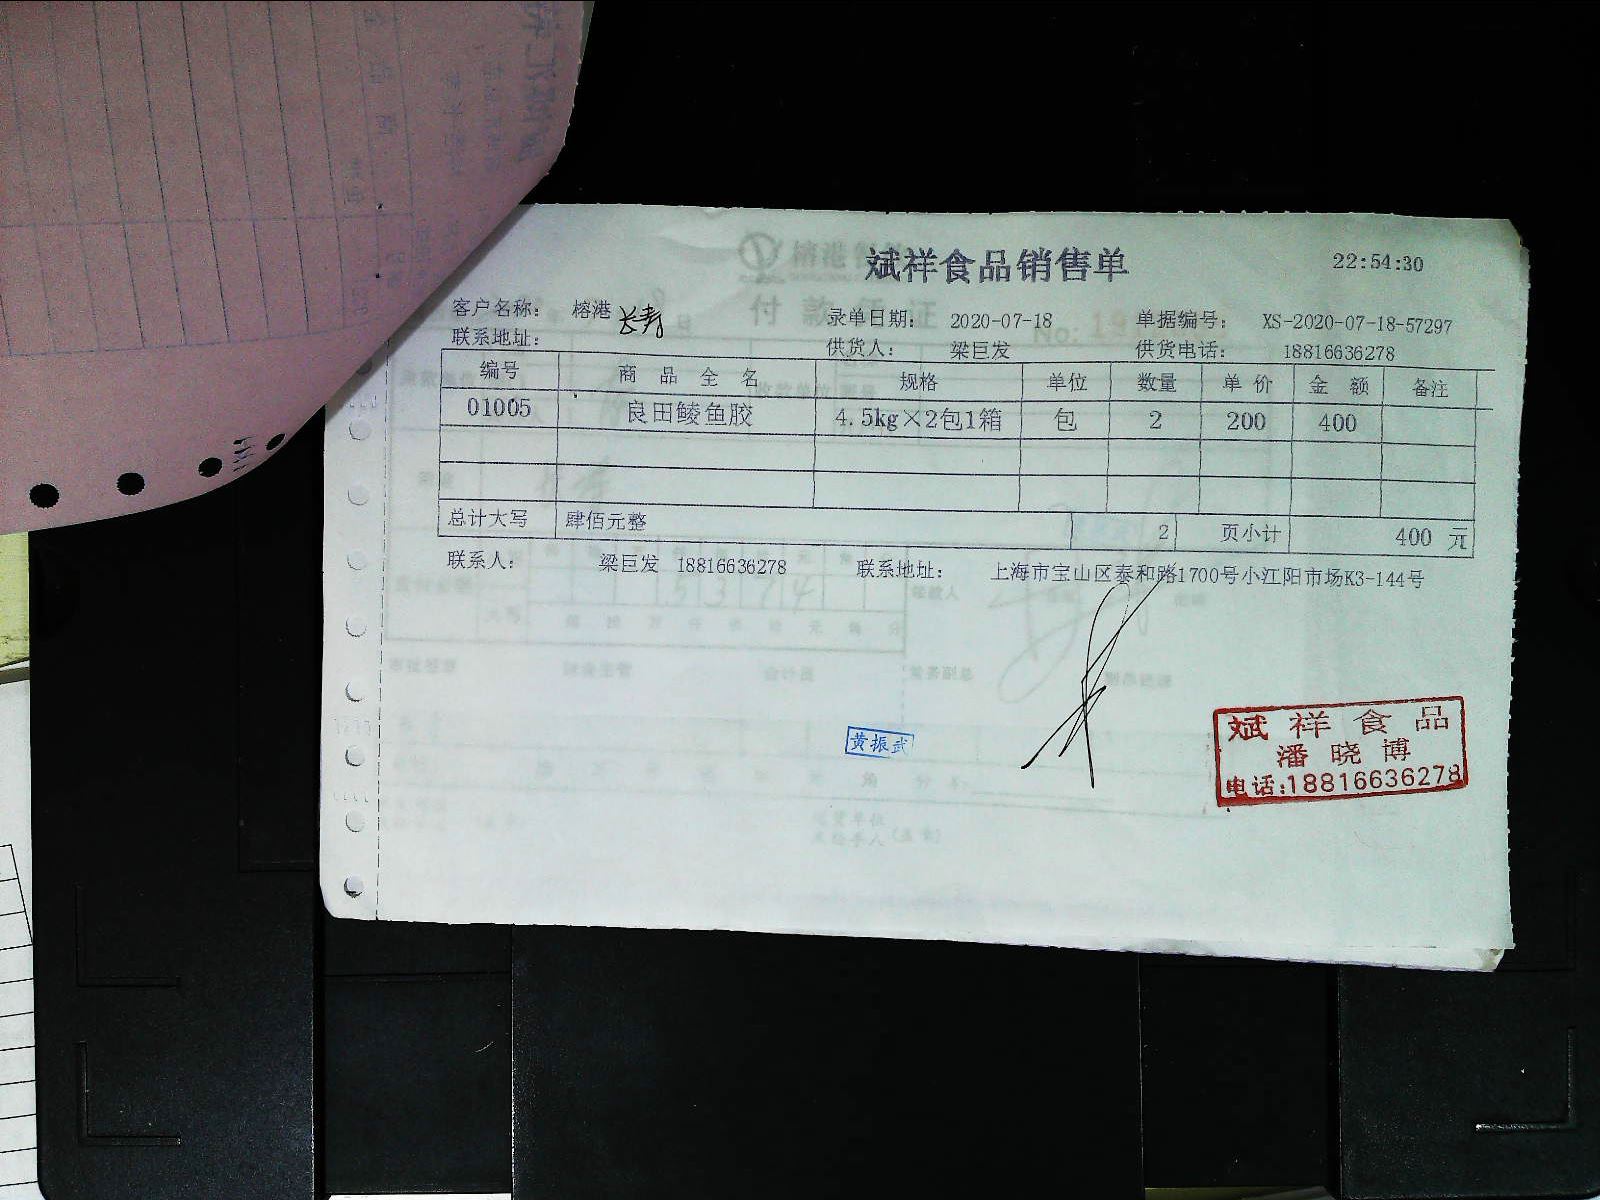 斌祥食品销售单
22:54:30
客户名称： 榕港 长寿 录单日期： 2020-07-18 单据编号： XS-2020-07-18-57297
联系地址： 供货人： 梁巨发 供货电话： 18816636278
编号 商品全名 规格 单位 数量 单价 金额 备注
01005 良田鲮鱼胶 4.5kg×2包1箱 包 2 200 400
总计大写 肆佰元整 2 页小计 400 元
联系人： 梁巨发 18816636278 联系地址： 上海市宝山区泰和路1700号小江阳市场K3-144号
黄振武
斌祥食品
潘晓博
电话:18816636278
付款凭证